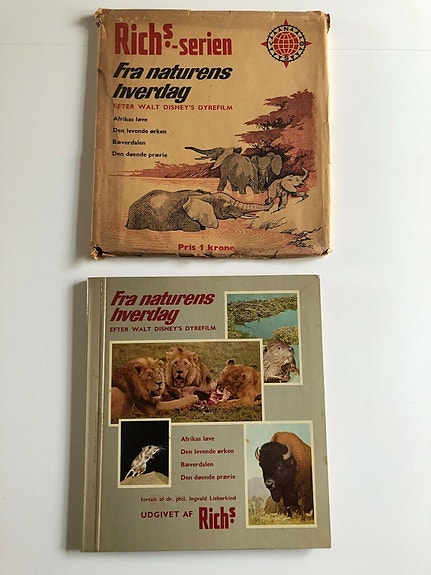 Richs-serien
Fra naturens
hverdag
EFTER WALT DISNEY'S DYREFILM
Afrikas løve
Den levende ørken
Bæverdalen
Den døende prærie
Pris 1 krone
Fra naturens
hverdag
EFTER WALT DISNEY'S DYREFILM
Afrikas løve
Den levende ørken
Bæverdalen
Den døende prærie
fortalt af dr. phil. Ingvald Lieberkind
UDGIVET AF Richs